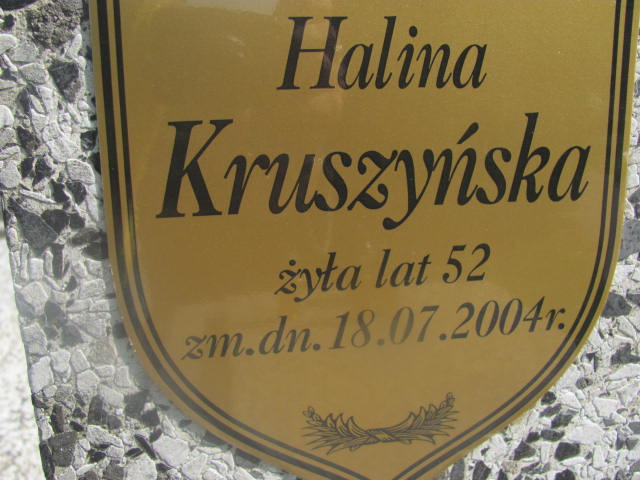 Halina
Kruszyńska
żyła lat 52
zm.dn.18.07.2004r.